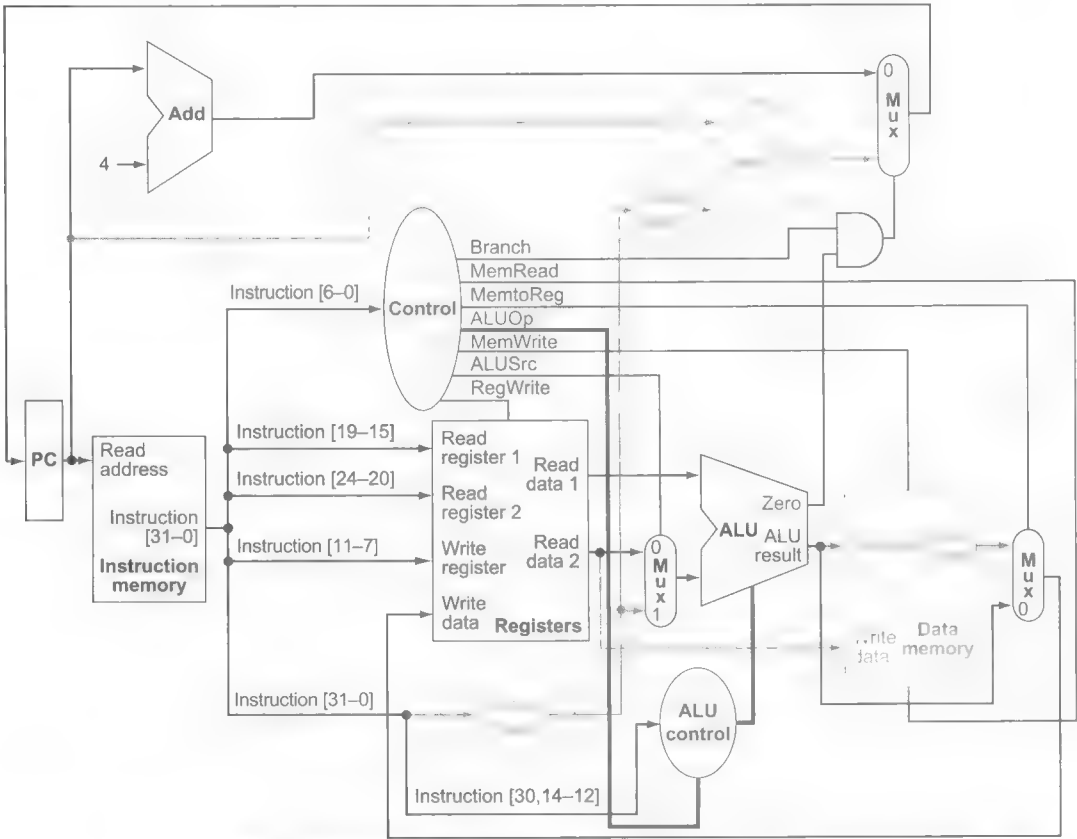 0
Mux
Add
4
Branch
MemRead
Instruction [6–0]
MemtoReg
Control
ALUOp
MemWrite
ALUSrc
RegWrite
PC
Read
address
Instruction
[31–0]
Instruction
memory
Instruction [19–15]
Instruction [24–20]
Instruction [11–7]
Read
register 1
Read
register 2
Write
register
Write
data
Read
data 1
Read
data 2
Registers
0
Mux
1
Zero
ALU
ALU
result
Mux
0
data
Data
memory
Instruction [31–0]
ALU
control
Instruction [30,14–12]